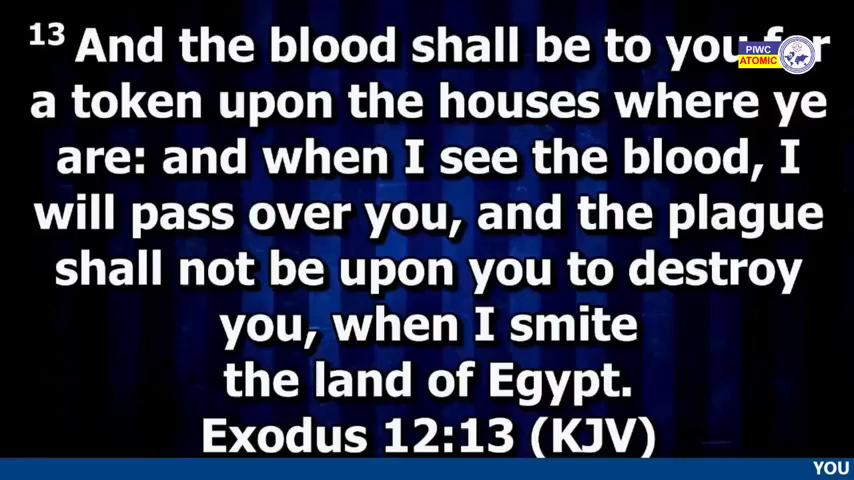 13 And the blood shall be to you for
PIWC
ATOMIC
a token upon the houses where ye
are: and when I see the blood, I
will pass over you, and the plague
shall not be upon you to destroy
you, when I smite
the land of Egypt.
Exodus 12:13 (KJV)
YOU